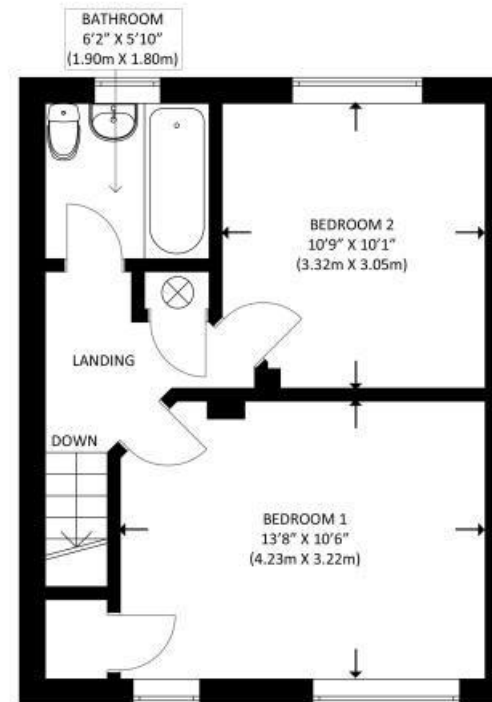 BATHROOM
6'2" X 5'10"
(1.90m X 1.80m)
BEDROOM 2
10'9" X 10'1"
(3.32m X 3.05m)
LANDING
DOWN
BEDROOM 1
13'8" X 10'6"
(4.23m X 3.22m)